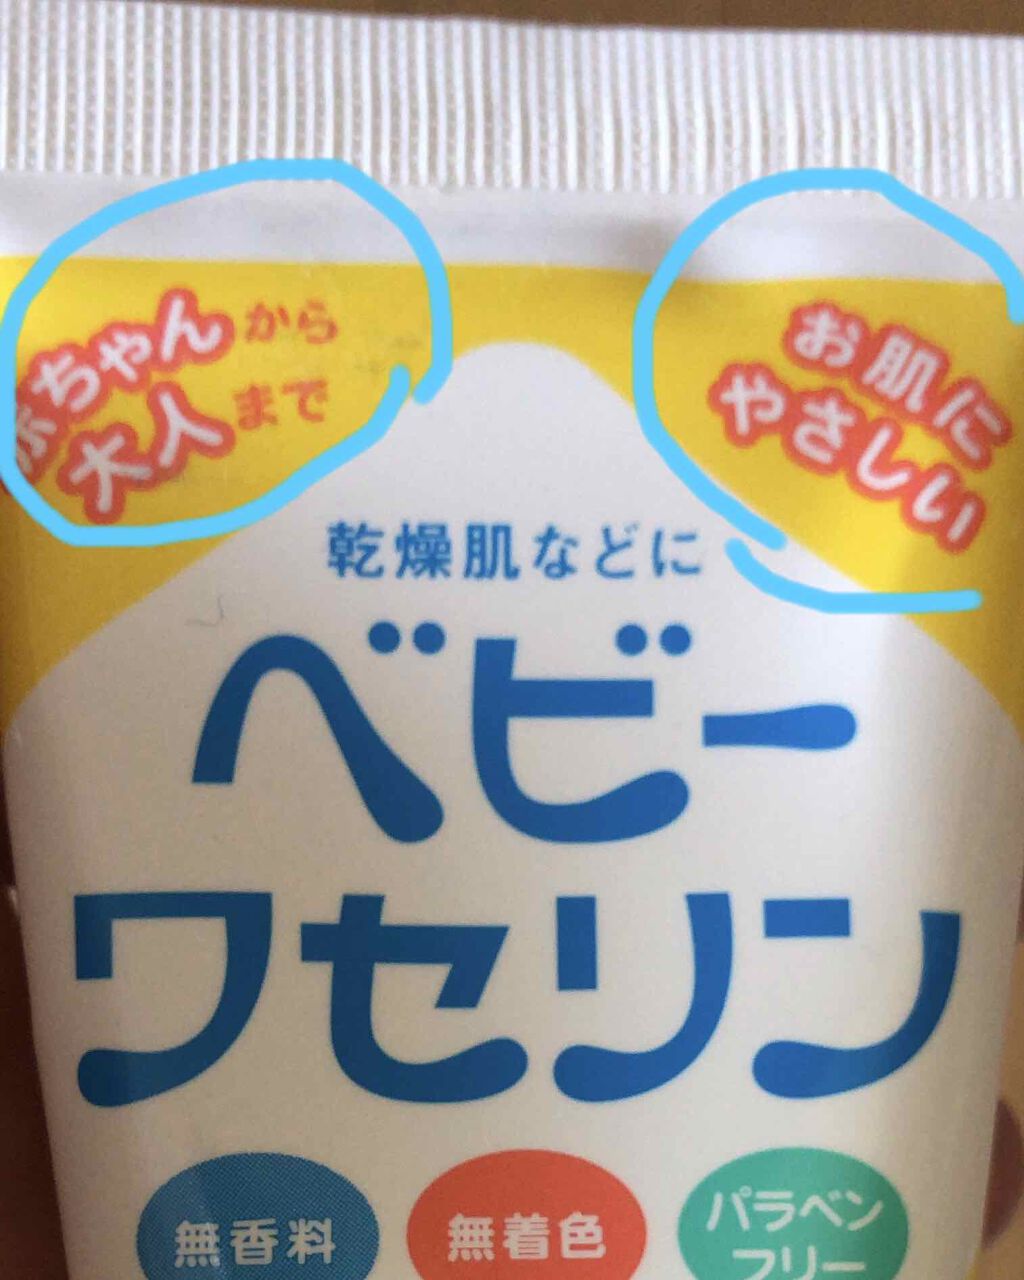 赤ちゃんから
大人まで
お肌に
やさしい
乾燥肌などに
ベビー
ワセリン
無香料
無着色
パラベン
フリー